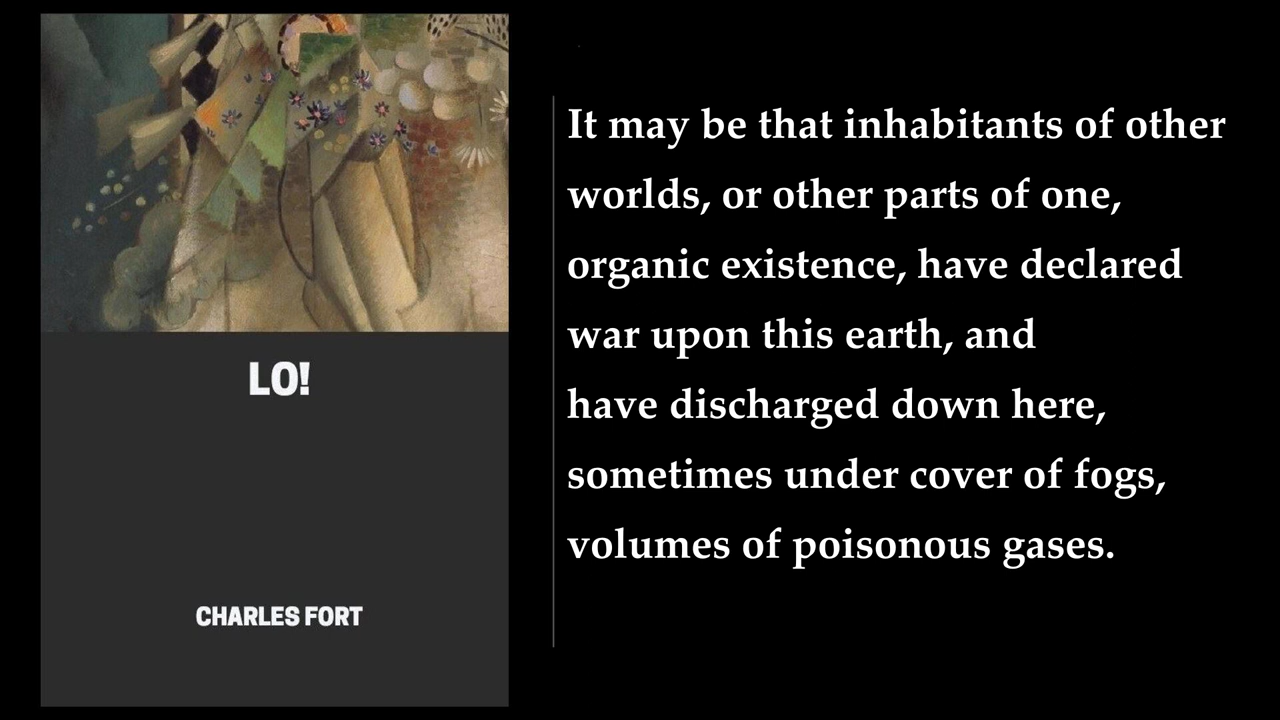 LO!
CHARLES FORT
It may be that inhabitants of other
worlds, or other parts of one,
organic existence, have declared
war upon this earth, and
have discharged down here,
sometimes under cover of fogs,
volumes of poisonous gases.